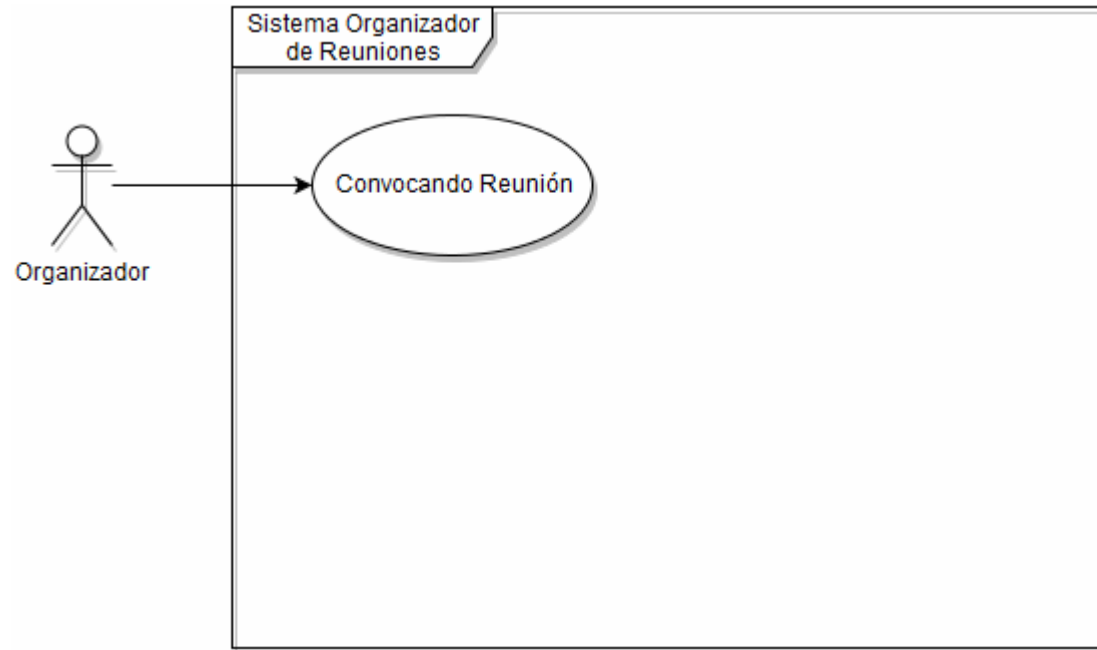 Sistema Organizador
de Reuniones
Convocando Reunión
Organizador